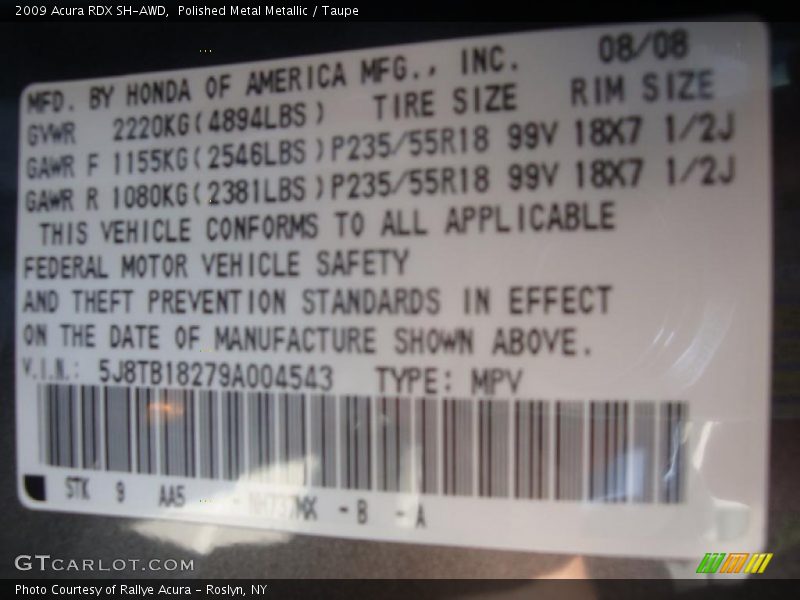 2009 Acura RDX SH-AWD,  Polished Metal Metallic / Taupe
MFD. BY HONDA OF AMERICA MFG., INC. 08/08
GVWR 2220KG(4894LBS) TIRE SIZE RIM SIZE
GAWR F 1155KG(2546LBS)P235/55R18 99V 18X7 1/2J
GAWR R 1080KG(2381LBS)P235/55R18 99V 18X7 1/2J
THIS VEHICLE CONFORMS TO ALL APPLICABLE
FEDERAL MOTOR VEHICLE SAFETY
AND THEFT PREVENTION STANDARDS IN EFFECT
ON THE DATE OF MANUFACTURE SHOWN ABOVE.
V.I.N.: 5J8TB18279A004543 TYPE: MPV
STK 9 AA5 - NH737MX - B - A
GTCARLOT.COM
Photo Courtesy of Rallye Acura - Roslyn, NY